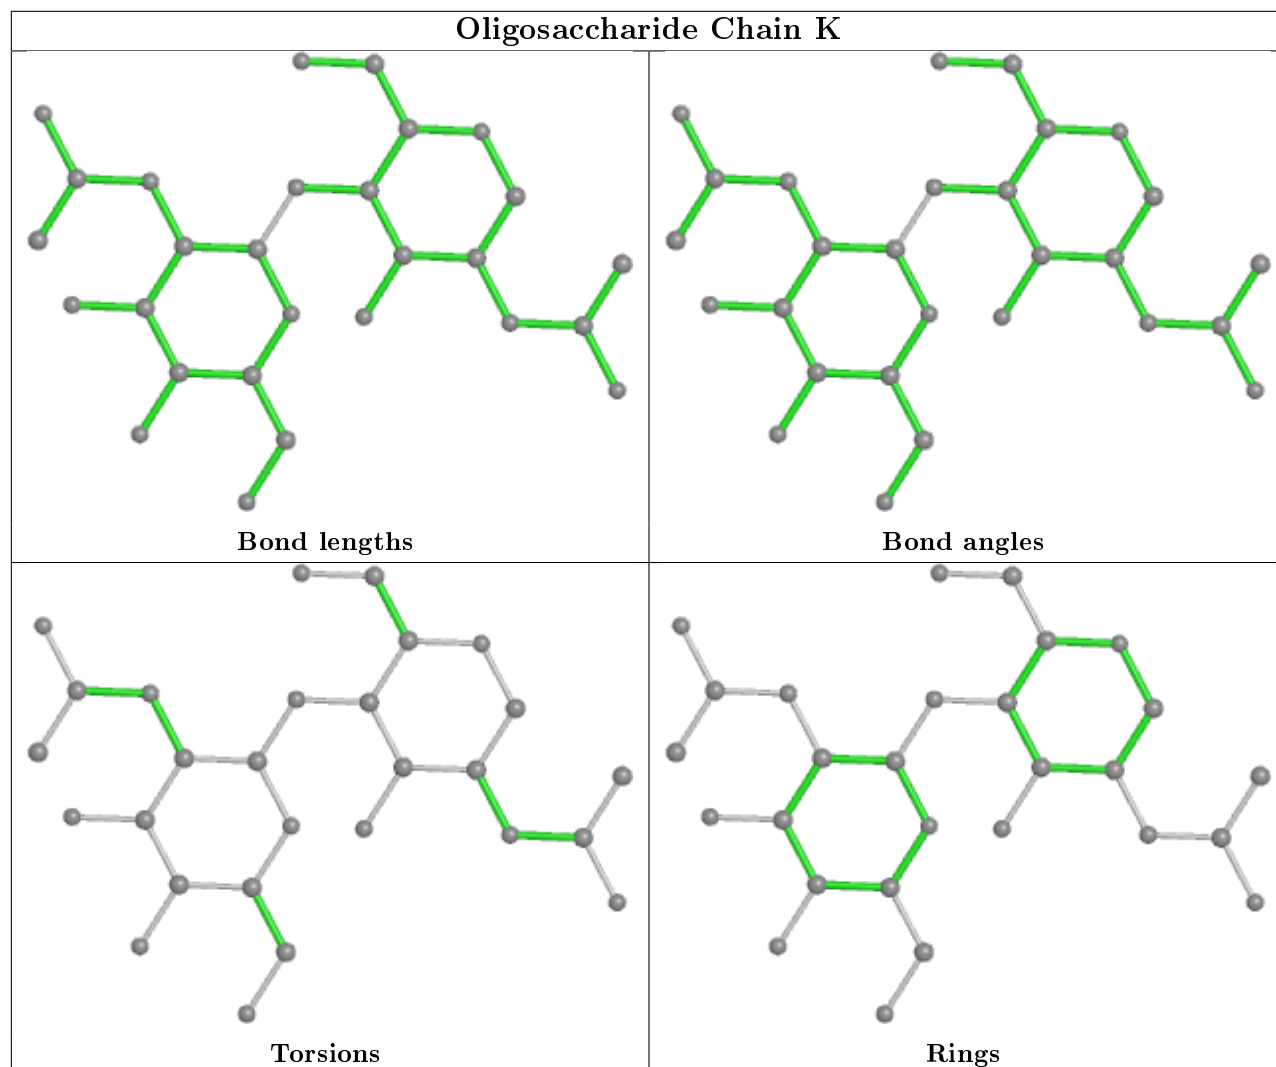 Oligosaccharide Chain K
Bond lengths
Bond angles
Torsions
Rings